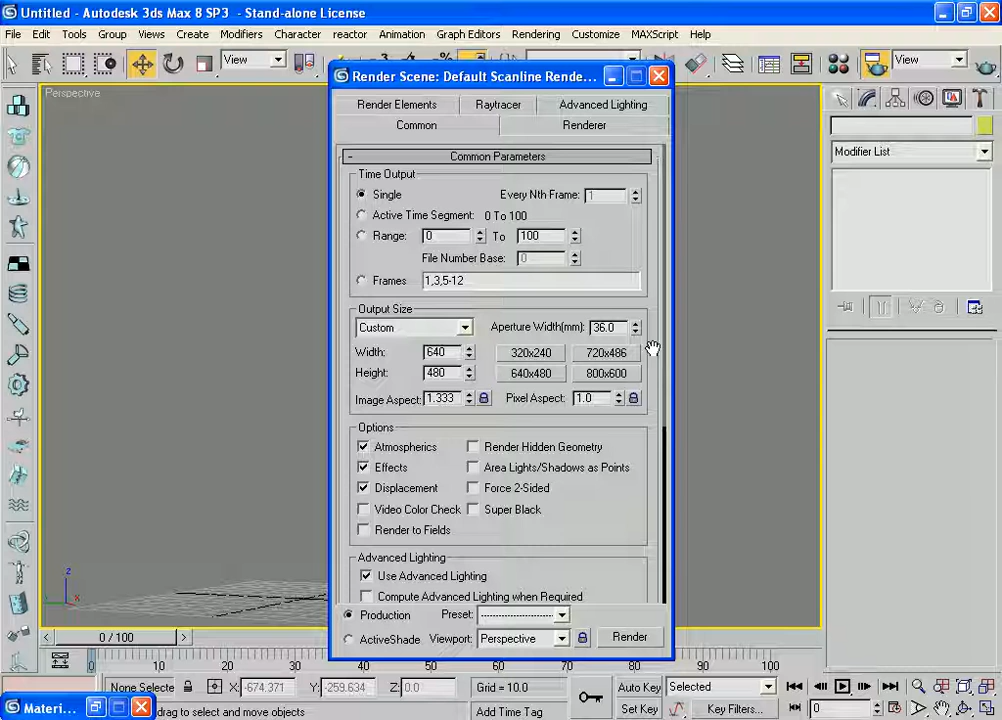 Untitled - Autodesk 3ds Max 8 SP3 - Stand-alone License
File Edit Tools Group Views Create Modifiers Character reactor Animation Graph Editors Rendering Customize MAXScript Help
View
View
Perspective
Render Scene: Default Scanline Rende...
Render Elements Raytracer Advanced Lighting
Common Renderer
- Common Parameters
Time Output
Single Every Nth Frame: 1
Active Time Segment: 0 To 100
Range: 0 To 100
File Number Base: 0
Frames 1,3,5-12
Output Size
Custom Aperture Width(mm): 36.0
Width: 640 320x240 720x486
Height: 480 640x480 800x600
Image Aspect: 1.333 Pixel Aspect: 1.0
Options
Atmospherics Render Hidden Geometry
Effects Area Lights/Shadows as Points
Displacement Force 2-Sided
Video Color Check Super Black
Render to Fields
Advanced Lighting
Use Advanced Lighting
Compute Advanced Lighting when Required
Production Preset: 
ActiveShade Viewport: Perspective Render
Modifier List
z
x
< 0 / 100 >
0 10 20 30 40 50 60 70 80 90 100
None Selecte X: -674.371 Y: -259.634 Z: 0.0 Grid = 10.0 Auto Key Selected
Materi... drag to select and move objects Add Time Tag Set Key Key Filters... 0